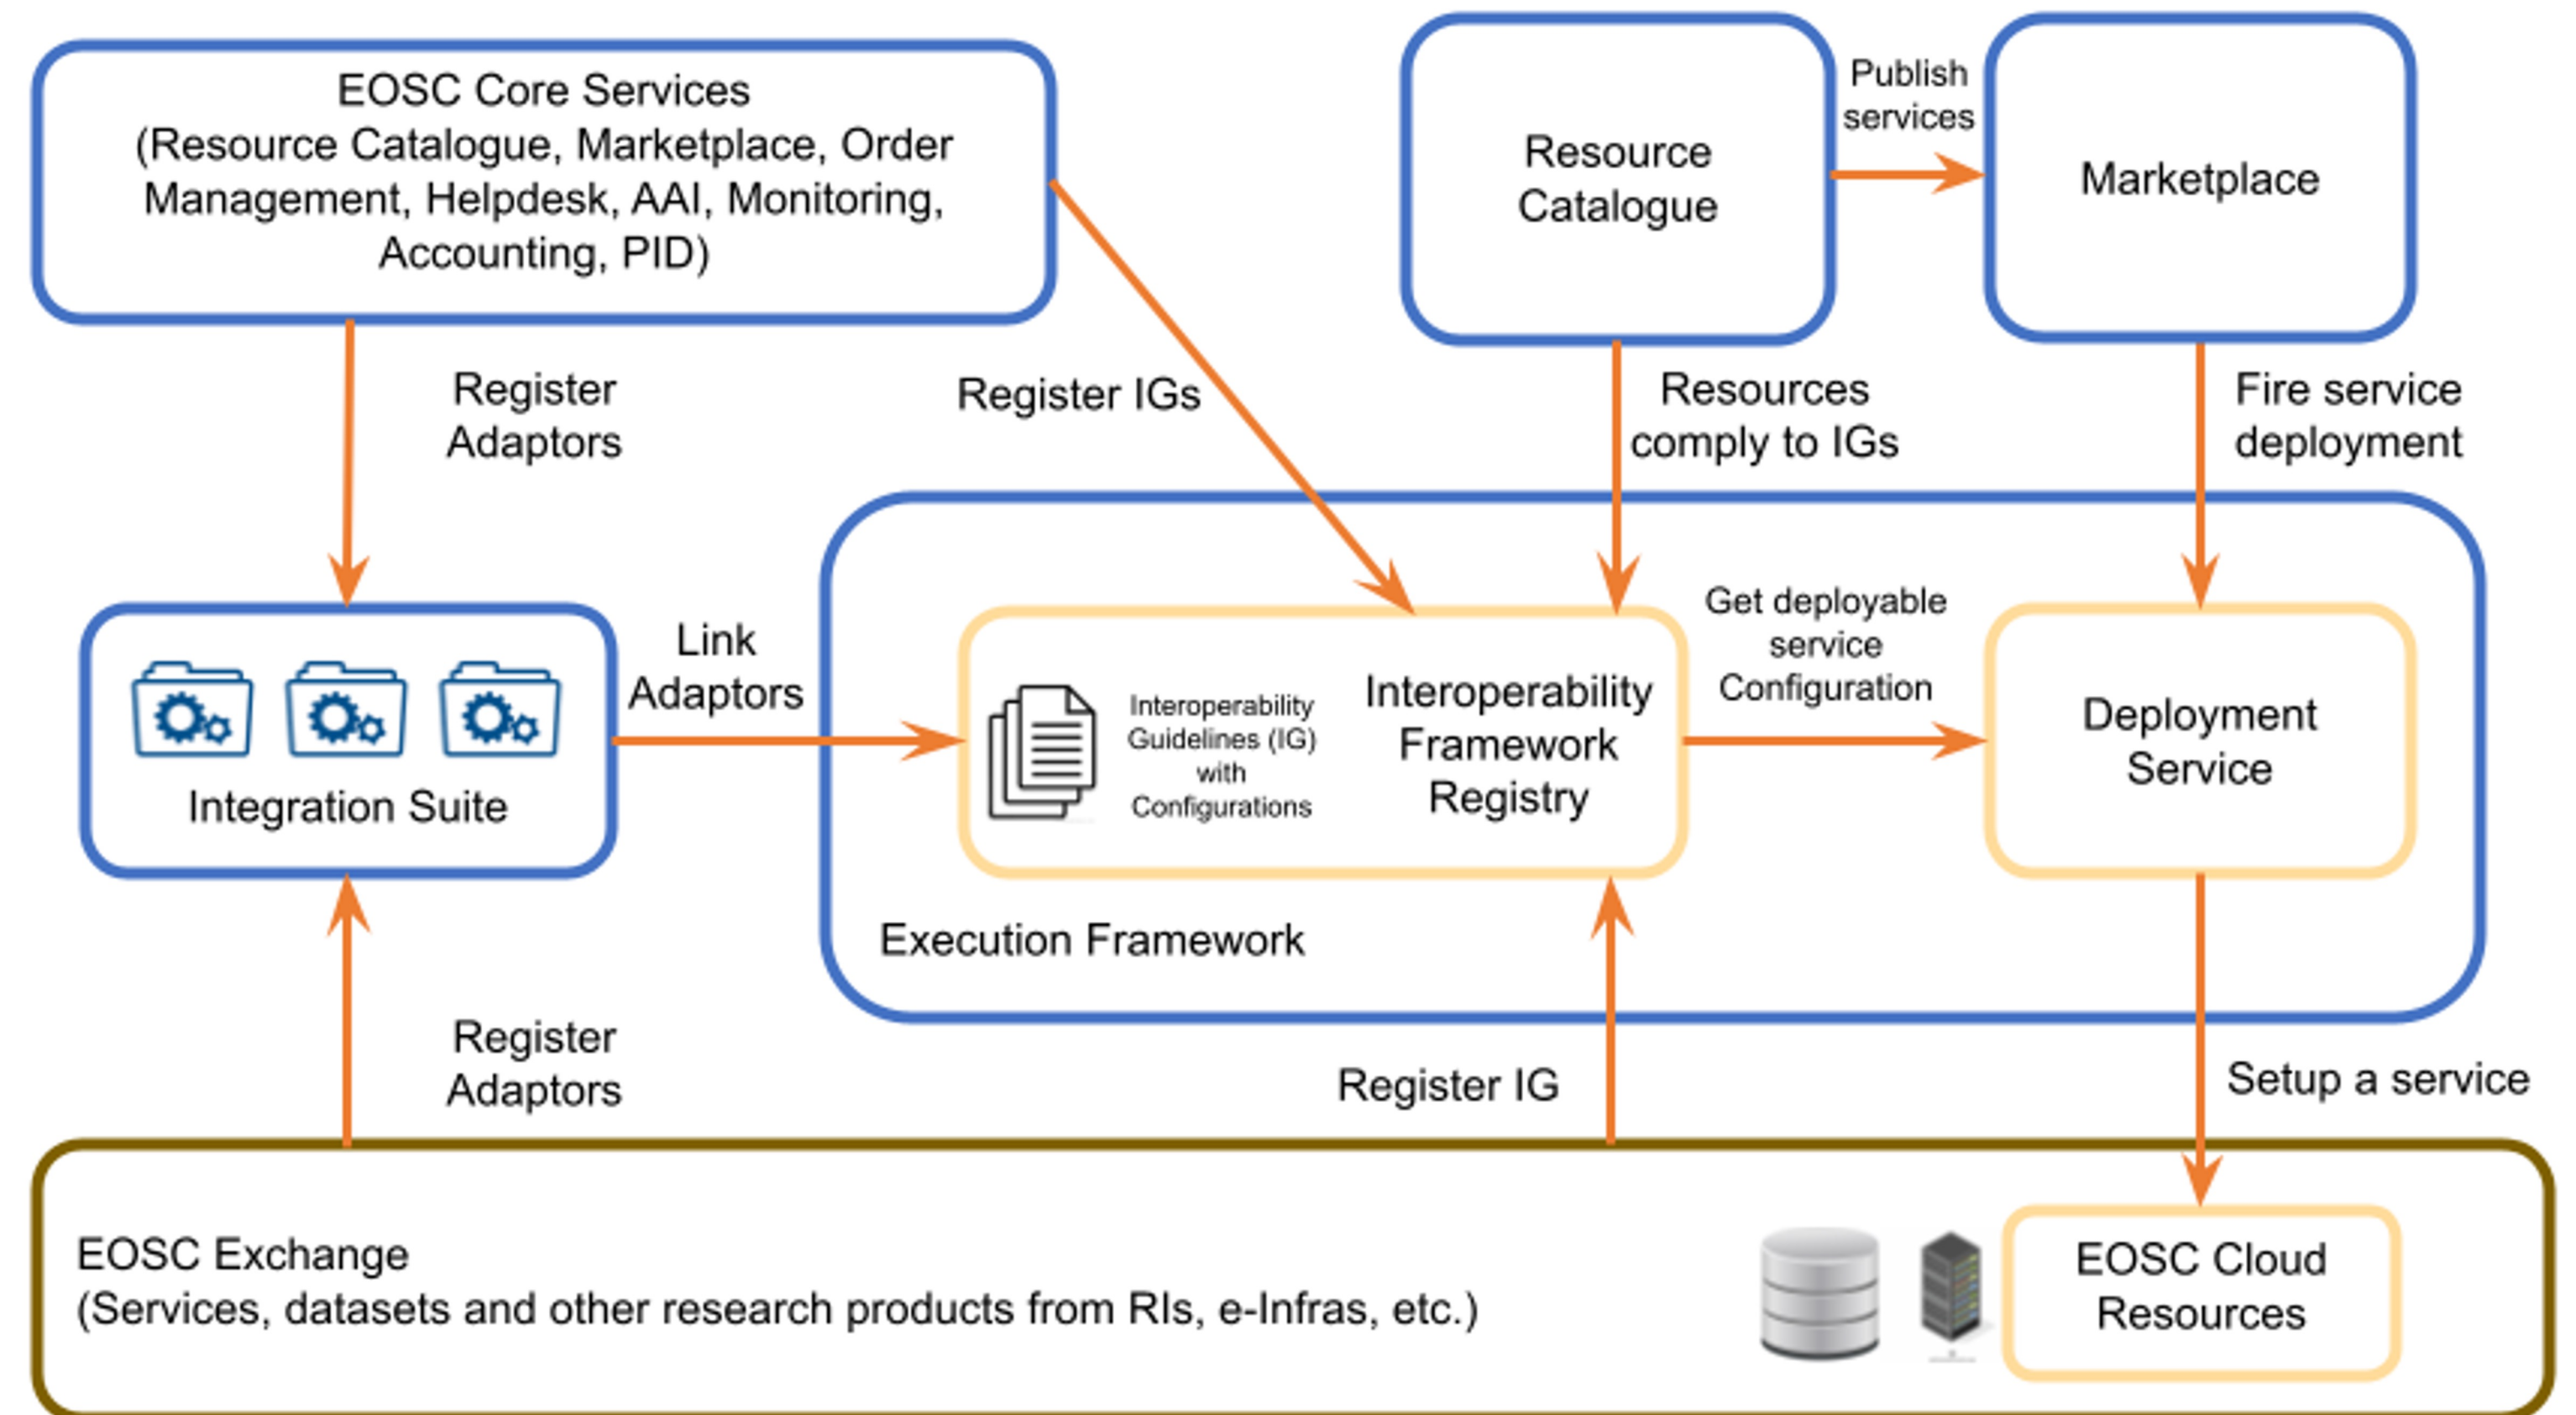 EOSC Core Services
(Resource Catalogue, Marketplace, Order
Management, Helpdesk, AAI, Monitoring,
Accounting, PID)
Resource
Catalogue
Publish
services
Marketplace
Register
Adaptors
Register IGs
Resources
comply to IGs
Fire service
deployment
Integration Suite
Link
Adaptors
Interoperability
Guidelines (IG)
with
Configurations
Interoperability
Framework
Registry
Get deployable
service
Configuration
Deployment
Service
Execution Framework
Register
Adaptors
Register IG
Setup a service
EOSC Exchange
(Services, datasets and other research products from RIs, e-Infras, etc.)
EOSC Cloud
Resources